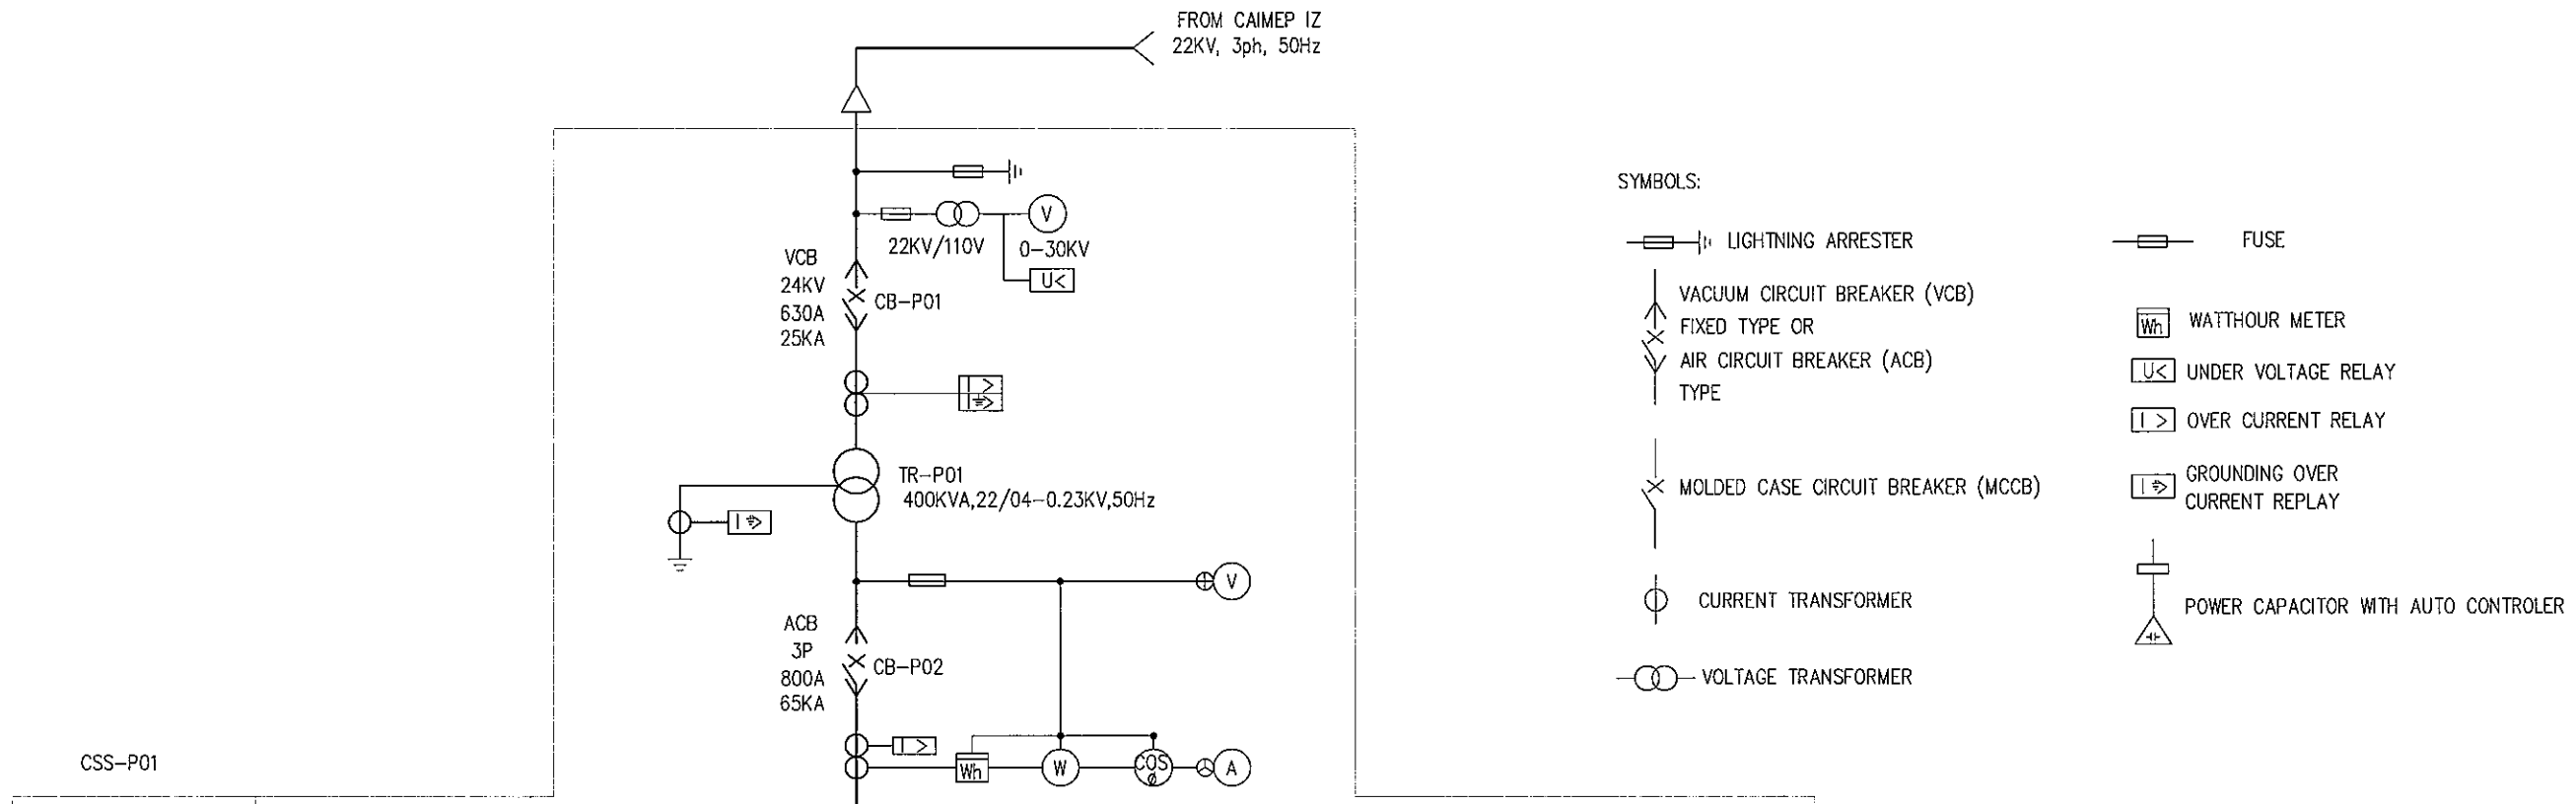 FROM CAIMEP IZ
22KV, 3ph, 50Hz
V
22KV/110V
0-30KV
U<
VCB
24KV
630A
25KA
CB-P01
I >
I >
TR-P01
400KVA,22/04-0.23KV,50Hz
I >
V
ACB
3P
800A
65KA
CB-P02
I >
Wh
W
COS
Ø
A
CSS-P01
SYMBOLS:
LIGHTNING ARRESTER
VACUUM CIRCUIT BREAKER (VCB)
FIXED TYPE OR
AIR CIRCUIT BREAKER (ACB)
TYPE
MOLDED CASE CIRCUIT BREAKER (MCCB)
CURRENT TRANSFORMER
VOLTAGE TRANSFORMER
FUSE
Wh WATTHOUR METER
U< UNDER VOLTAGE RELAY
I > OVER CURRENT RELAY
I > GROUNDING OVER
CURRENT REPLAY
POWER CAPACITOR WITH AUTO CONTROLER